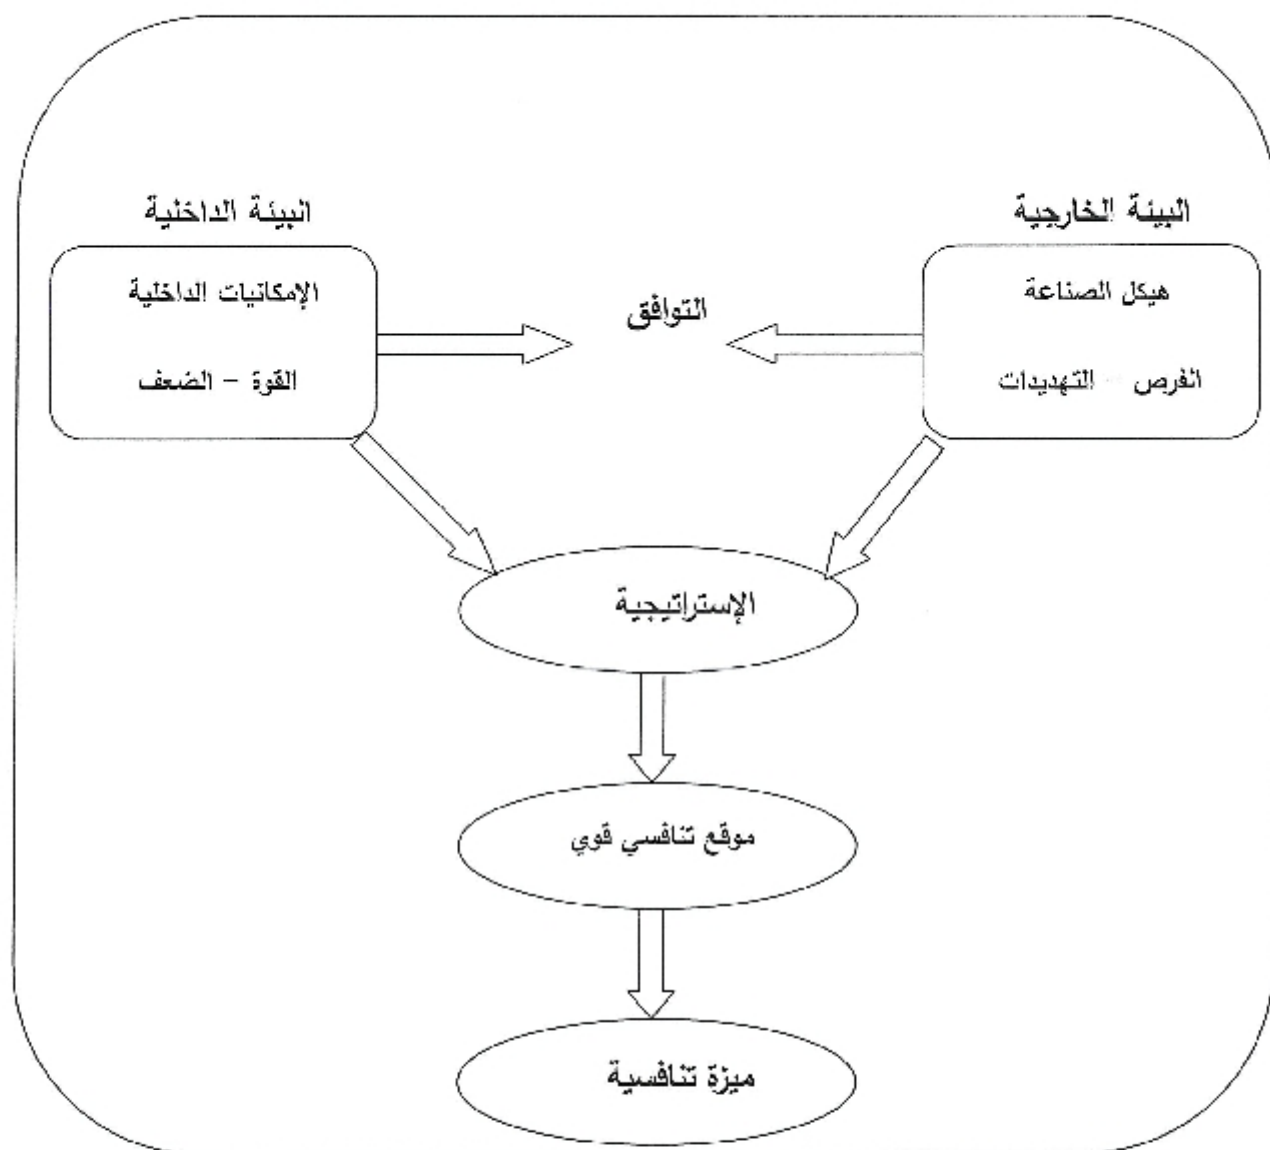 البيئة الخارجية
هيكل الصناعة
الفرص – التهديدات
البيئة الداخلية
الإمكانيات الداخلية
القوة – الضعف
التوافق
الإستراتيجية
موقع تنافسي قوي
ميزة تنافسية